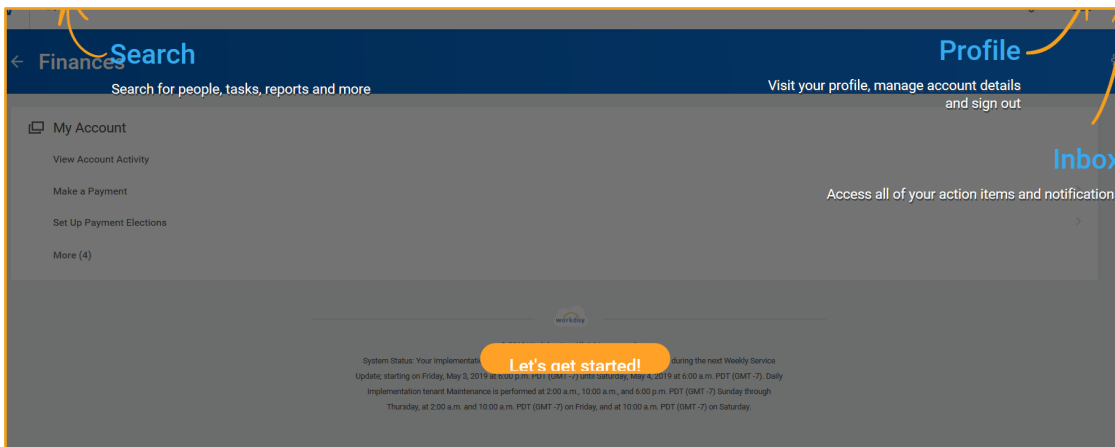 Search
Profile
Finances
Search for people, tasks, reports and more
Visit your profile, manage account details
and sign out
My Account
View Account Activity
Inbox
Make a Payment
Access all of your action items and notification
Set Up Payment Elections
More (4)
workday
Let's get started!
System Status: Your Implementati during the next Weekly Service
Update; starting on Friday, May 3, 2019 at 6:00 p.m. PDT (GMT -7) until Saturday, May 4, 2019 at 6:00 a.m. PDT (GMT -7). Daily
Implementation tenant Maintenance is performed at 2:00 a.m., 10:00 a.m., and 6:00 p.m. PDT (GMT -7) Sunday through
Thursday, at 2:00 a.m. and 10:00 a.m. PDT (GMT -7) on Friday, and at 10:00 a.m. PDT (GMT -7) on Saturday.